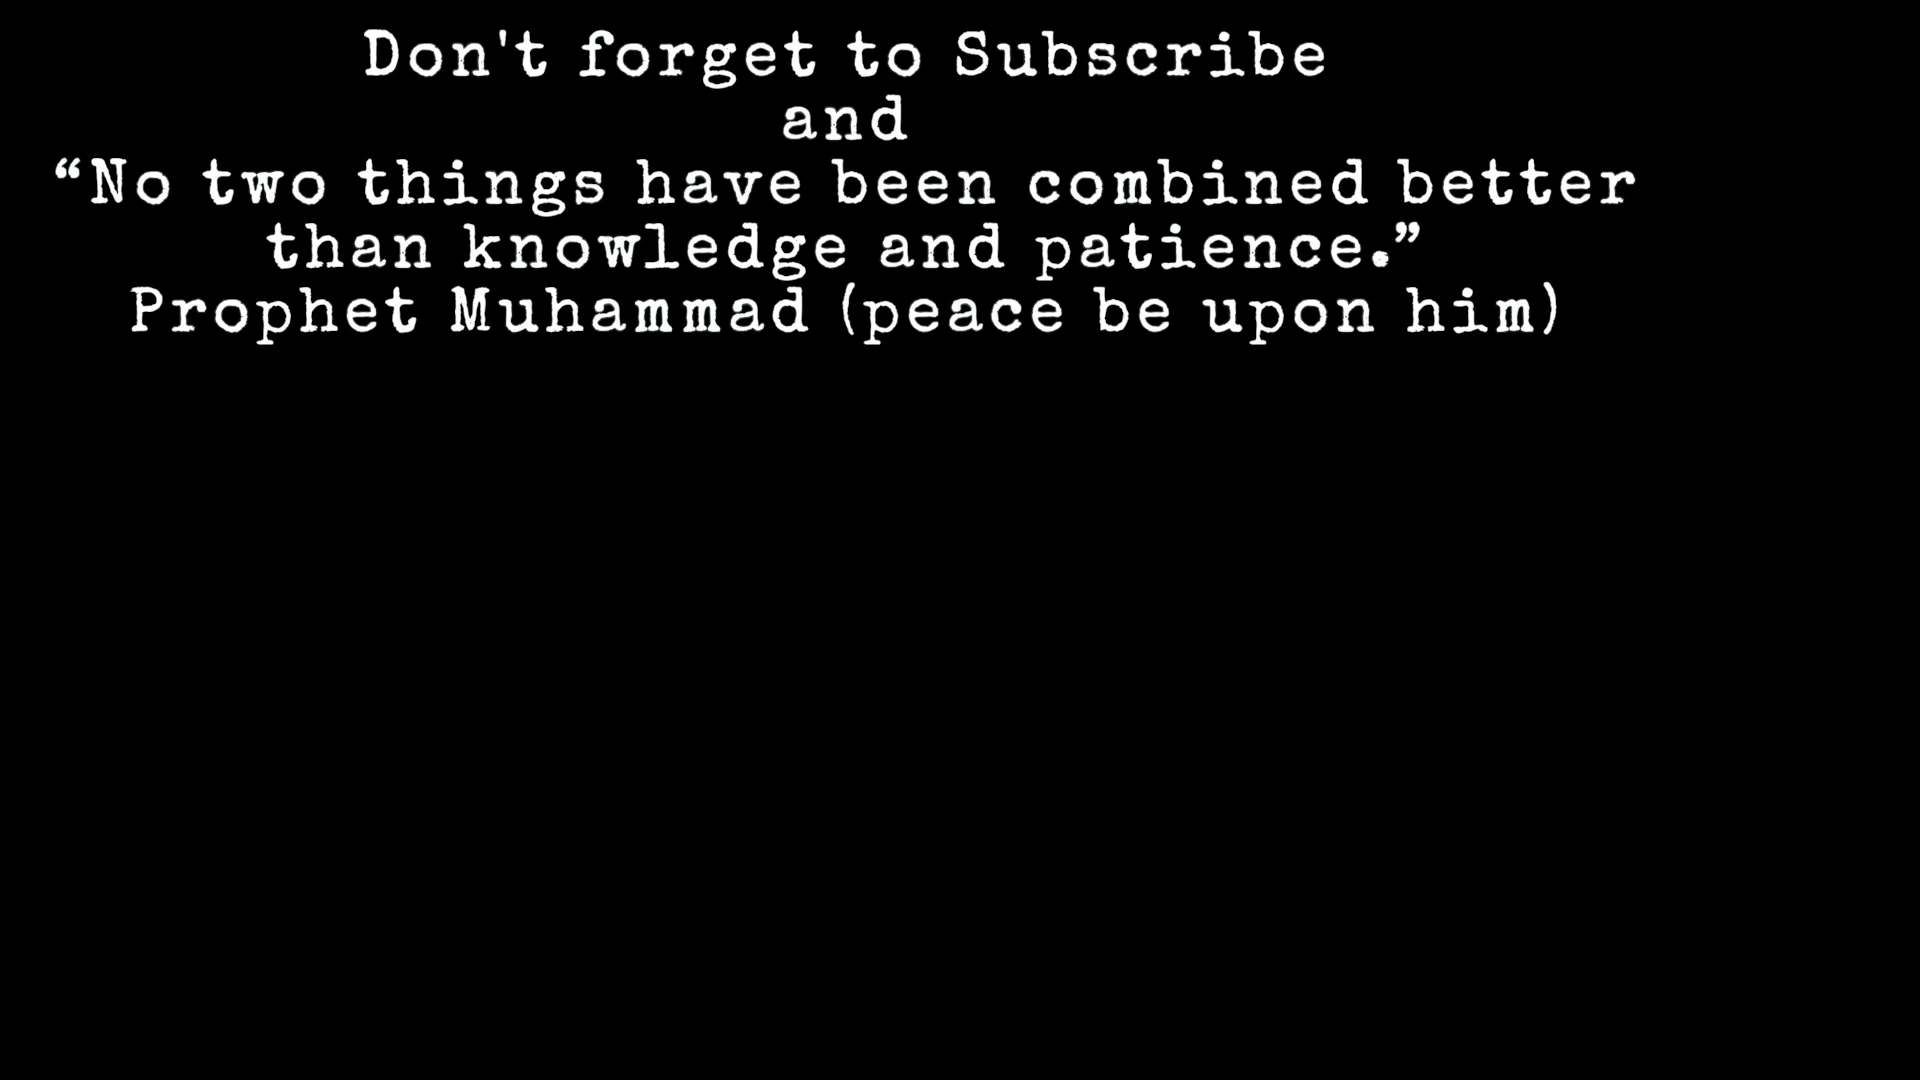 Don't forget to Subscribe
and
“No two things have been combined better
than knowledge and patience.”
Prophet Muhammad (peace be upon him)